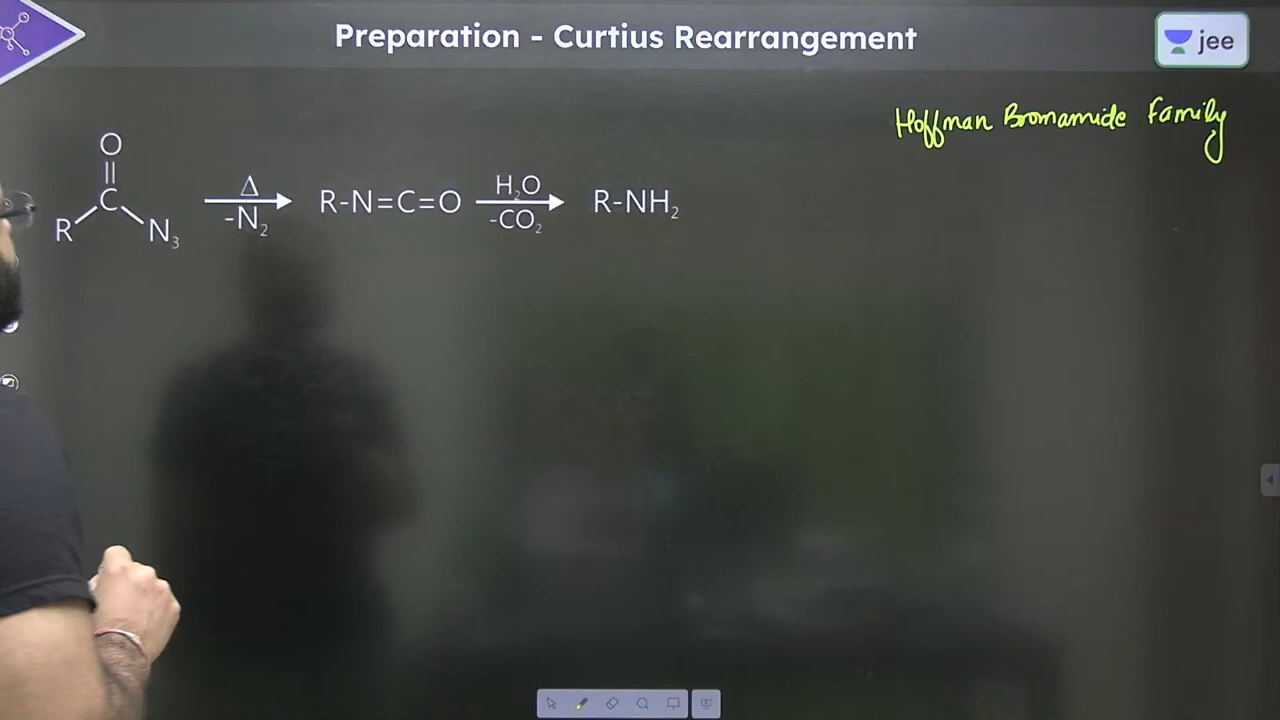 Preparation - Curtius Rearrangement
jee
Hoffman Bromamide Family
O
C
R
N3
Δ
-N2
R-N=C=O
H2O
-CO2
R-NH2